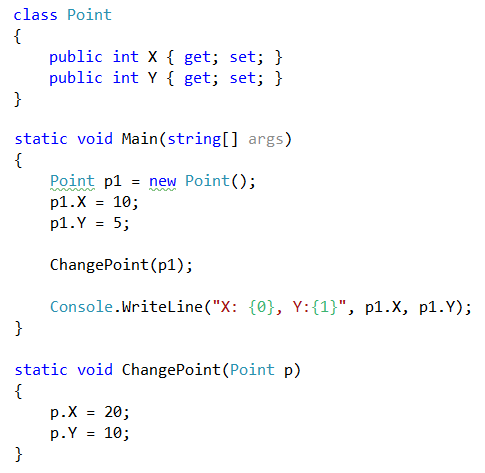 class Point
{
    public int X { get; set; }
    public int Y { get; set; }
}
static void Main(string[] args)
{
    Point p1 = new Point();
    p1.X = 10;
    p1.Y = 5;
    ChangePoint(p1);
    Console.WriteLine("X: {0}, Y:{1}", p1.X, p1.Y);
}
static void ChangePoint(Point p)
{
    p.X = 20;
    p.Y = 10;
}